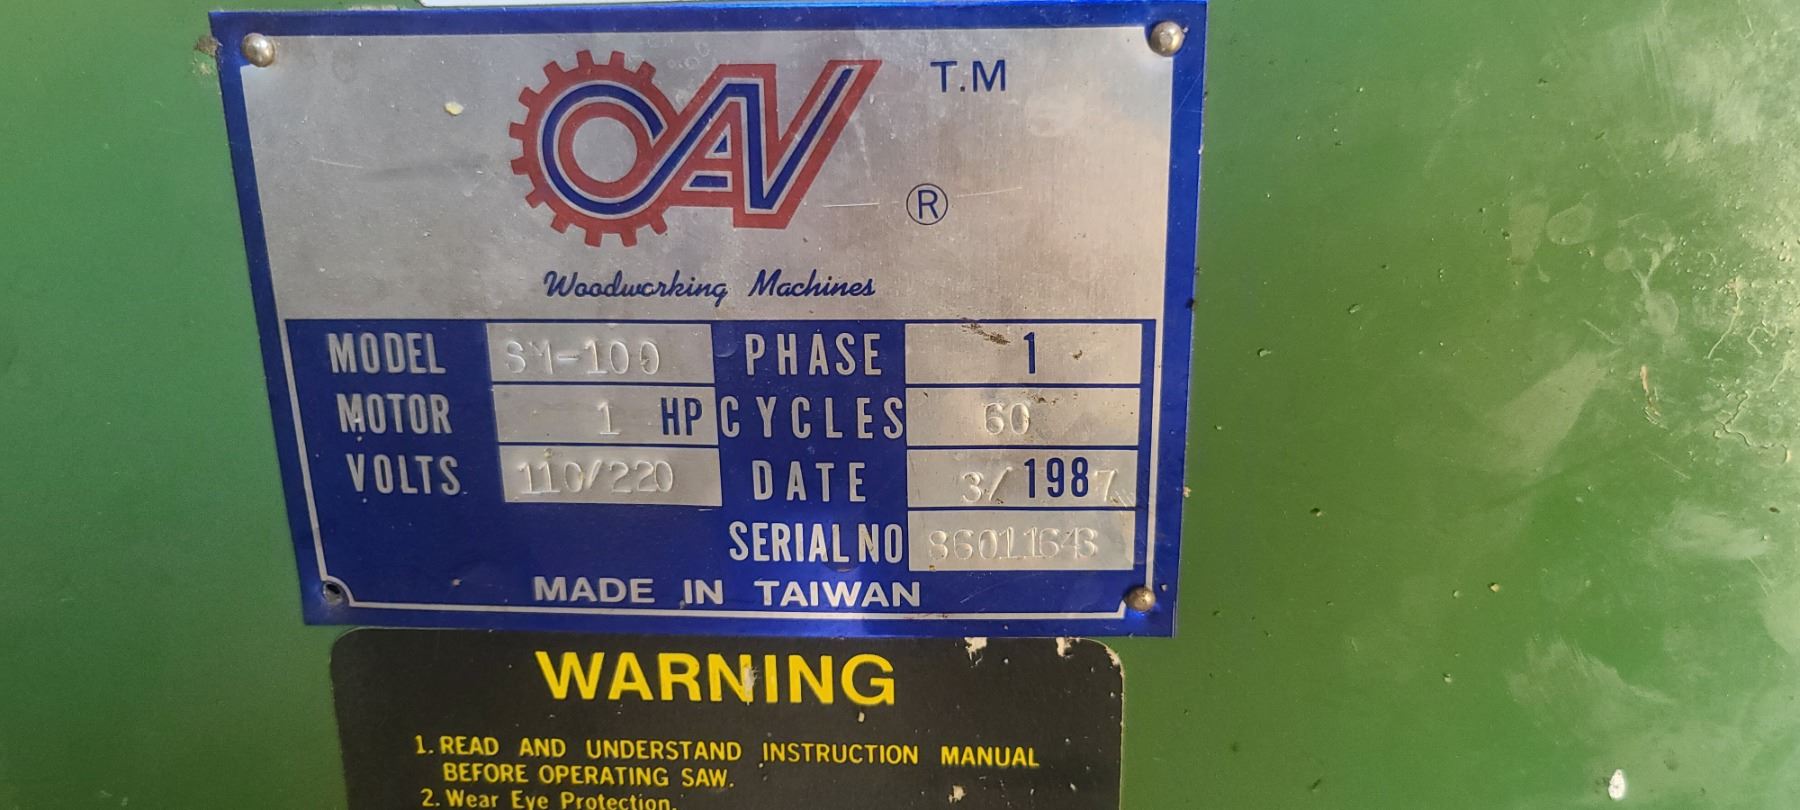 OAV T.M
®
Woodworking Machines
MODEL SM-100 PHASE 1
MOTOR 1 HP CYCLES 60
VOLTS 110/220 DATE 3/1987
SERIAL NO 86011643
MADE IN TAIWAN
WARNING
1. READ AND UNDERSTAND INSTRUCTION MANUAL
BEFORE OPERATING SAW.
2. Wear Eye Protection.